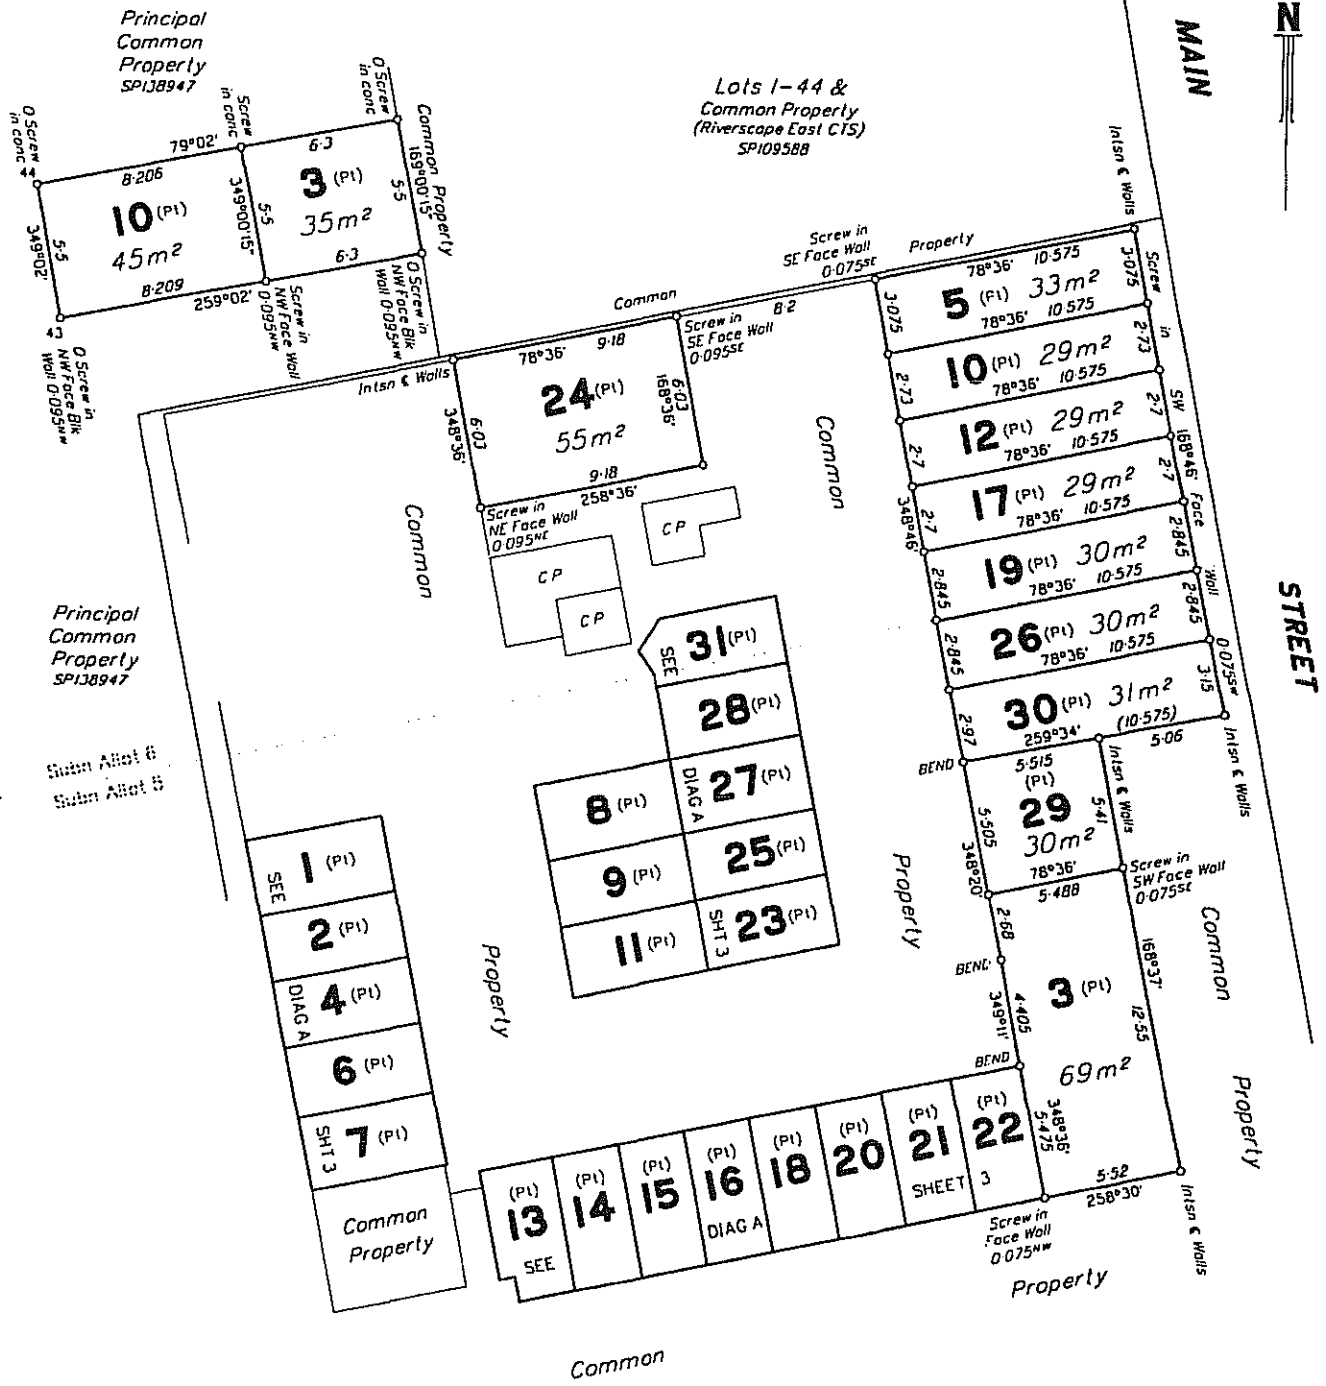 Principal
Common
Property
SP138947
O Screw
in conc
44
79°02'
Screw
in conc
6·3
O Screw
in conc
Common Property
169°00'15"
8·206
10 (Pt)
45m²
5·5
349°02'
349°00'15"
5·5
3 (Pt)
35m²
5·5
6·3
8·209
259°02'
43
O Screw in
NW Face Blk
Wall 0·095NW
Screw in
NW Face Wall
0·095NW
O Screw in
NW Face Blk
Wall 0·095NW
Lots 1-44 &
Common Property
(Riverscape East CTS)
SP109588
MAIN
STREET
N
Intsn ₵ Walls
Screw in
SE Face Wall
0·075SE
Property
Common
8·2
Screw in
SE Face Wall
0·095SE
Intsn ₵ Walls
78°36'
9·18
24 (Pt)
55m²
348°36'
6·03
6·03
168°36'
9·18
258°36'
Screw in
NE Face Wall
0·095NE
CP
CP
CP
Common
Common
78°36' 10·575
3·075
5 (Pt) 33m²
3·075
78°36' 10·575
2·73
10 (Pt) 29m²
2·73
78°36' 10·575
2·7
12 (Pt) 29m²
2·7
78°36' 10·575
2·7
17 (Pt) 29m²
2·7
348°46'
78°36' 10·575
2·845
19 (Pt) 30m²
2·845
78°36' 10·575
2·845
26 (Pt) 30m²
2·845
78°36' 10·575
2·97
30 (Pt) 31m²
3·15
259°34' (10·575)
Screw in SW Face Wall 0·075SW
168°46'
BEND
5·515
5·06
Intsn ₵ Walls
Intsn ₵ Walls
(Pt)
29
30m²
5·505
348°20'
5·41
78°36'
5·488
Screw in
SW Face Wall
0·075SE
2·68
BEND
349°11'
4·405
3 (Pt)
69m²
168°37'
12·55
BEND
348°36'
5·475
5·52
258°30'
Screw in
Face Wall
0·075NW
Intsn ₵ Walls
Common
Property
Property
Principal
Common
Property
SP138947
Subn Allot 6
Subn Allot 5
SEE
31 (Pt)
28 (Pt)
DIAG A
27 (Pt)
25 (Pt)
SHT 3
23 (Pt)
8 (Pt)
9 (Pt)
11 (Pt)
SEE
1 (Pt)
2 (Pt)
DIAG A
4 (Pt)
6 (Pt)
SHT 3
7 (Pt)
Common
Property
Property
Property
(Pt)
13
SEE
(Pt)
14
(Pt)
15
(Pt)
16
DIAG A
(Pt)
18
(Pt)
20
(Pt)
21
SHEET 3
(Pt)
22
Common
Property